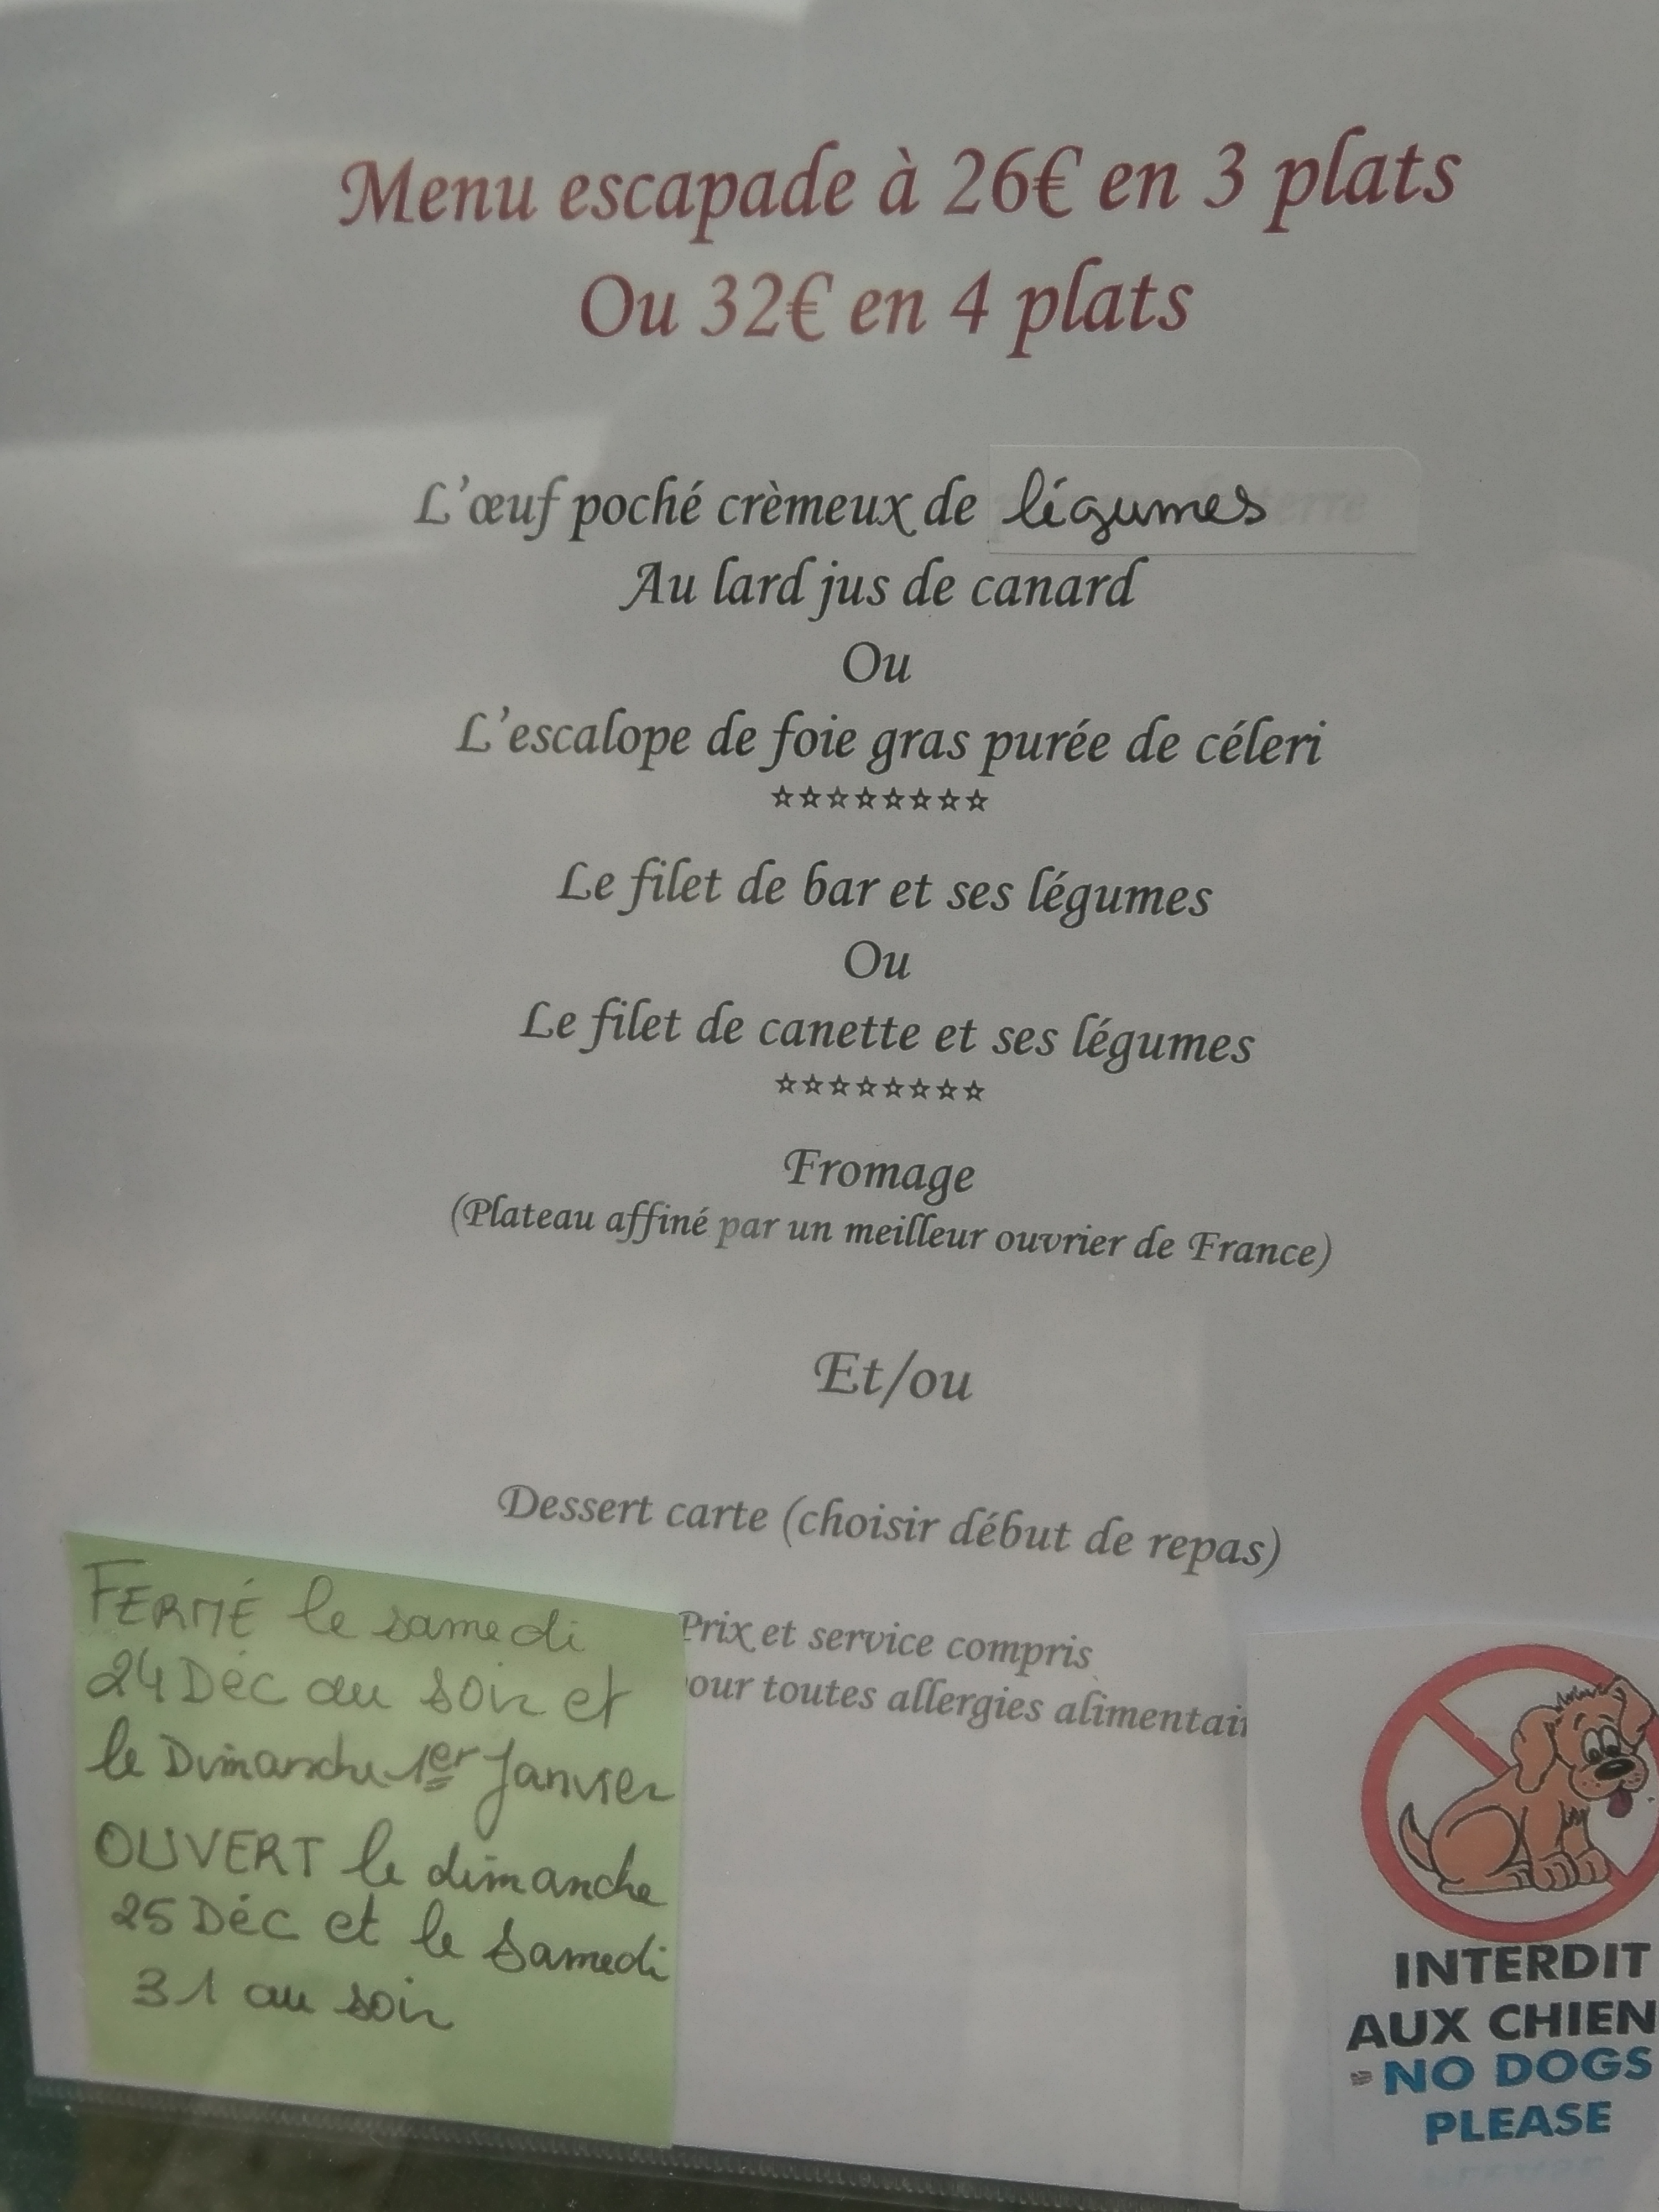 Menu escapade à 26€ en 3 plats
Ou 32€ en 4 plats
L'œuf poché crèmeux de légumes
Au lard jus de canard
Ou
L'escalope de foie gras purée de céleri
☆☆☆☆☆☆☆☆
Le filet de bar et ses légumes
Ou
Le filet de canette et ses légumes
☆☆☆☆☆☆☆☆
Fromage
(Plateau affiné par un meilleur ouvrier de France)
Et/ou
Dessert carte (choisir début de repas)
Prix et service compris
our toutes allergies alimentair
FERMÉ le samedi
24 Déc au soir et
le Dimanche 1er Janvier
OUVERT le dimanche
25 Déc et le Samedi
31 au soir
INTERDIT
AUX CHIEN
NO DOGS
PLEASE